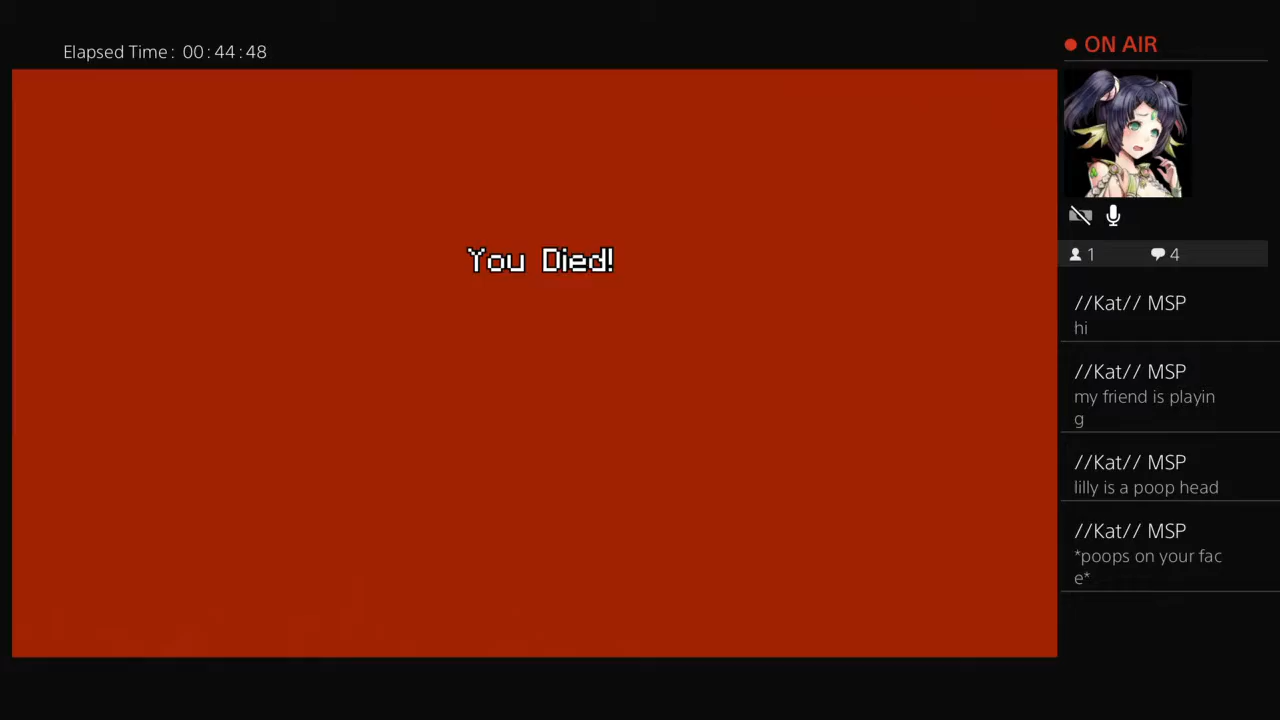 Elapsed Time: 00:44:48
ON AIR
You Died!
1 4
//Kat// MSP
hi
//Kat// MSP
my friend is playin
g
//Kat// MSP
lilly is a poop head
//Kat// MSP
*poops on your fac
e*